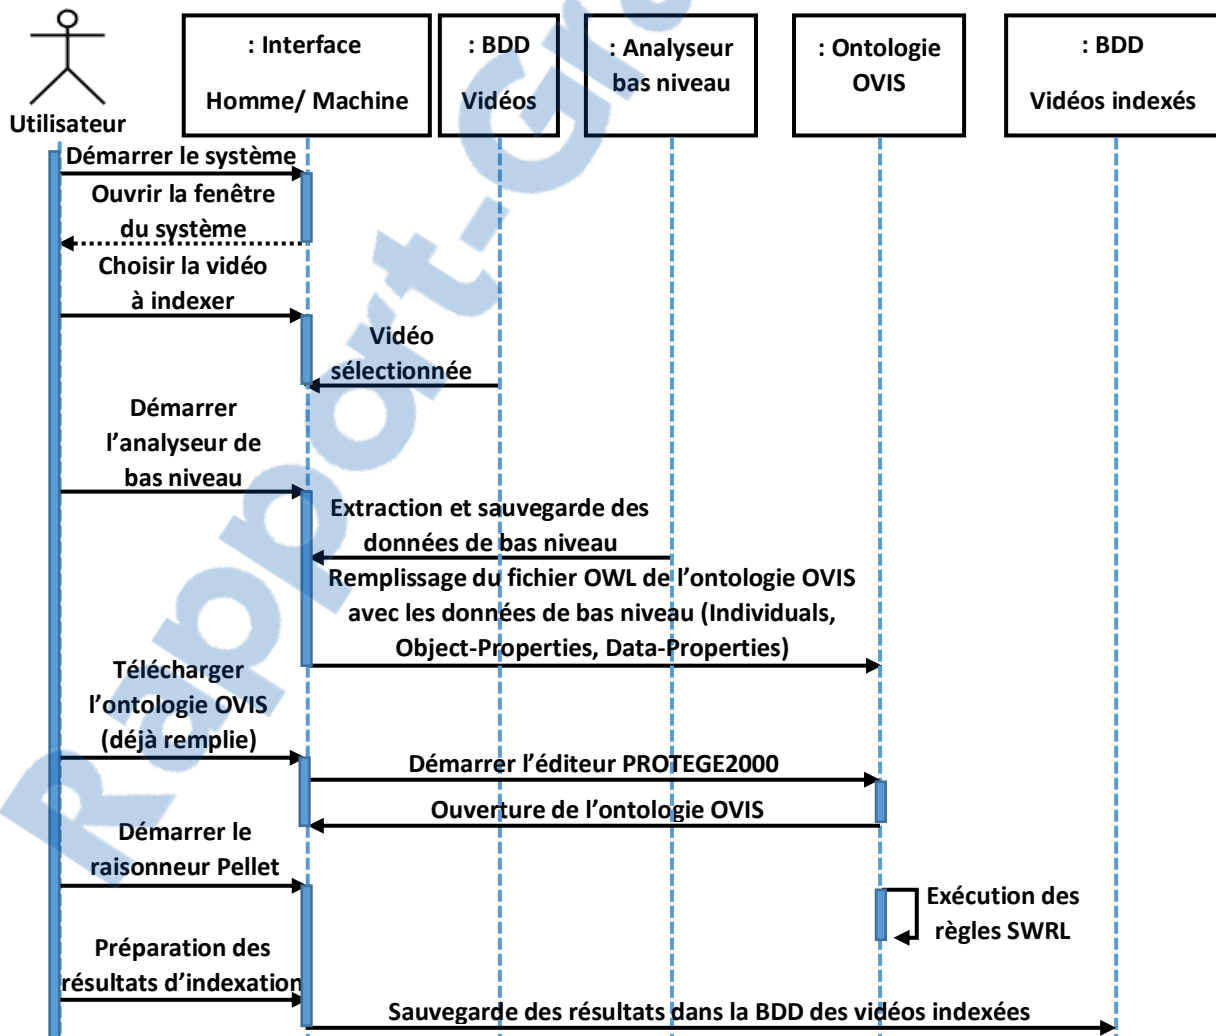 : Interface
Homme/ Machine
: BDD
Vidéos
: Analyseur
bas niveau
: Ontologie
OVIS
: BDD
Vidéos indexés
Utilisateur
Démarrer le système
Ouvrir la fenêtre
du système
Choisir la vidéo
à indexer
Vidéo
sélectionnée
Démarrer
l’analyseur de
bas niveau
Extraction et sauvegarde des
données de bas niveau
Remplissage du fichier OWL de l’ontologie OVIS
avec les données de bas niveau (Individuals,
Object-Properties, Data-Properties)
Télécharger
l’ontologie OVIS
(déjà remplie)
Démarrer l’éditeur PROTEGE2000
Ouverture de l’ontologie OVIS
Démarrer le
raisonneur Pellet
Exécution des
règles SWRL
Préparation des
résultats d’indexation
Sauvegarde des résultats dans la BDD des vidéos indexées
Rapport-Gra